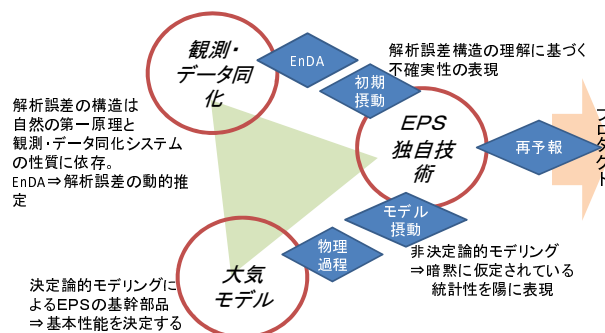 観測・
データ同
化
EnDA
初期
摂動
解析誤差構造の理解に基づく
不確実性の表現
解析誤差の構造は
自然の第一原理と
観測・データ同化システム
の性質に依存。
EnDA⇒解析誤差の動的推
定
EPS
独自技
術
再予報
プロダクト
モデル
摂動
物理
過程
大気
モデル
非決定論的モデリング
⇒暗黙に仮定されている
統計性を陽に表現
決定論的モデリングに
よるEPSの基幹部品
⇒基本性能を決定する